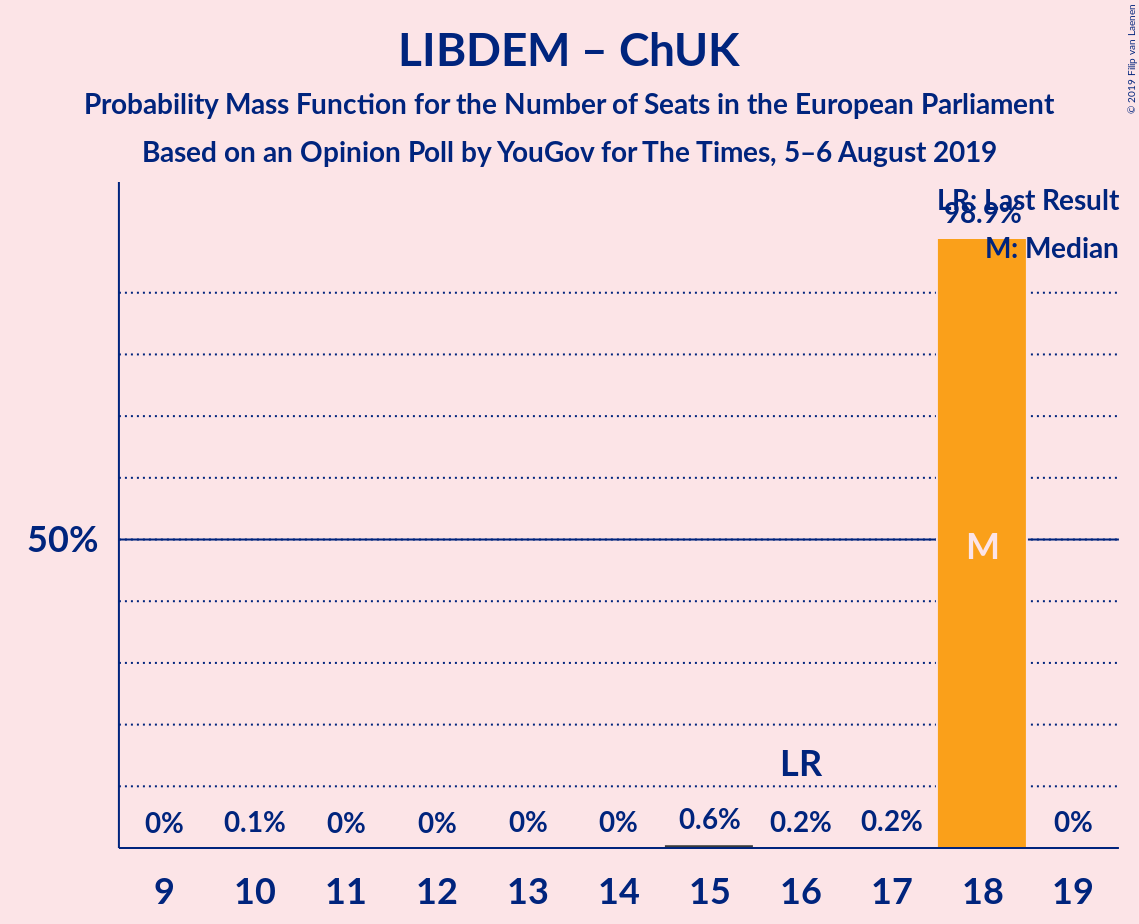 LIBDEM – ChUK
Probability Mass Function for the Number of Seats in the European Parliament
Based on an Opinion Poll by YouGov for The Times, 5–6 August 2019
© 2019 Filip van Laenen
LR: Last Result
98.9%
M: Median
50%
M
LR
0% 0.1% 0% 0% 0% 0% 0.6% 0.2% 0.2% 0%
9 10 11 12 13 14 15 16 17 18 19